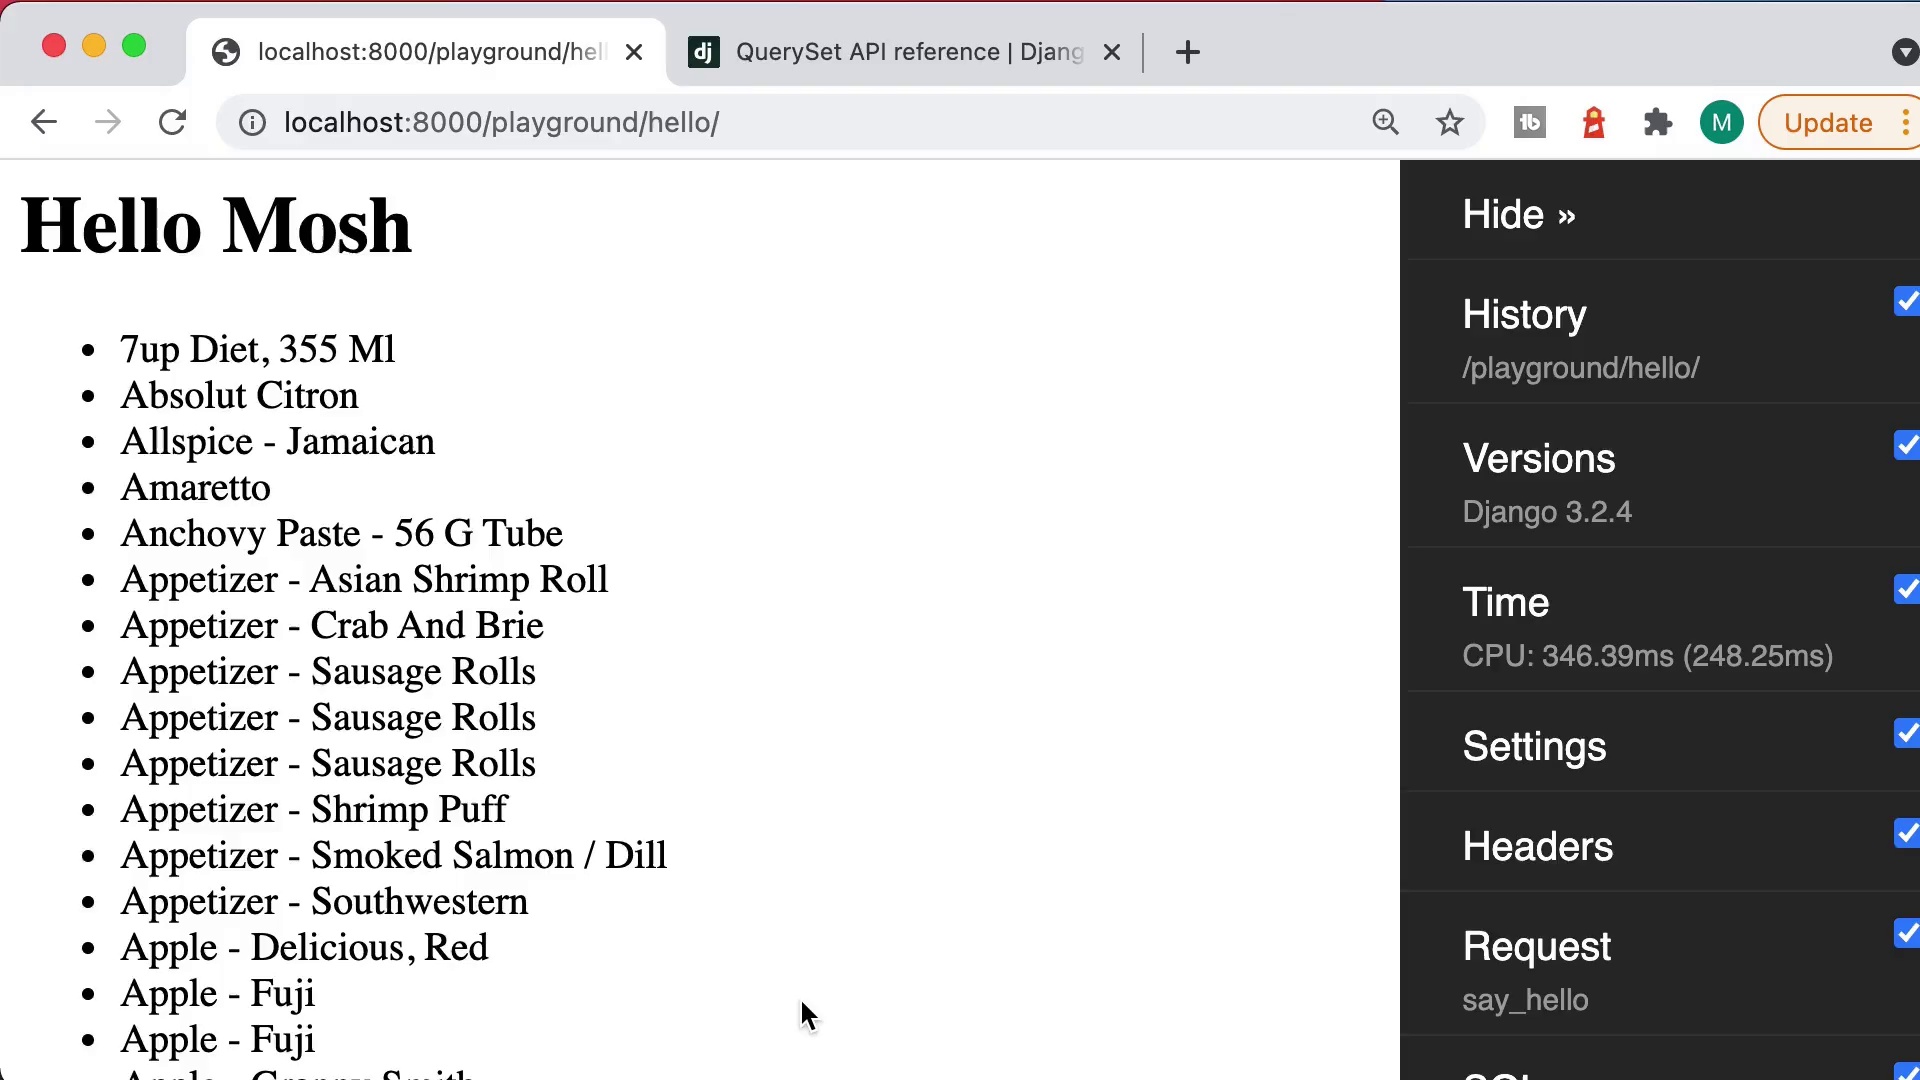 localhost:8000/playground/hel
QuerySet API reference | Djang
localhost:8000/playground/hello/
M
Update
Hello Mosh
7up Diet, 355 Ml
Absolut Citron
Allspice - Jamaican
Amaretto
Anchovy Paste - 56 G Tube
Appetizer - Asian Shrimp Roll
Appetizer - Crab And Brie
Appetizer - Sausage Rolls
Appetizer - Sausage Rolls
Appetizer - Sausage Rolls
Appetizer - Shrimp Puff
Appetizer - Smoked Salmon / Dill
Appetizer - Southwestern
Apple - Delicious, Red
Apple - Fuji
Apple - Fuji
Apple - Granny Smith
Hide »
History
/playground/hello/
Versions
Django 3.2.4
Time
CPU: 346.39ms (248.25ms)
Settings
Headers
Request
say_hello
SQL